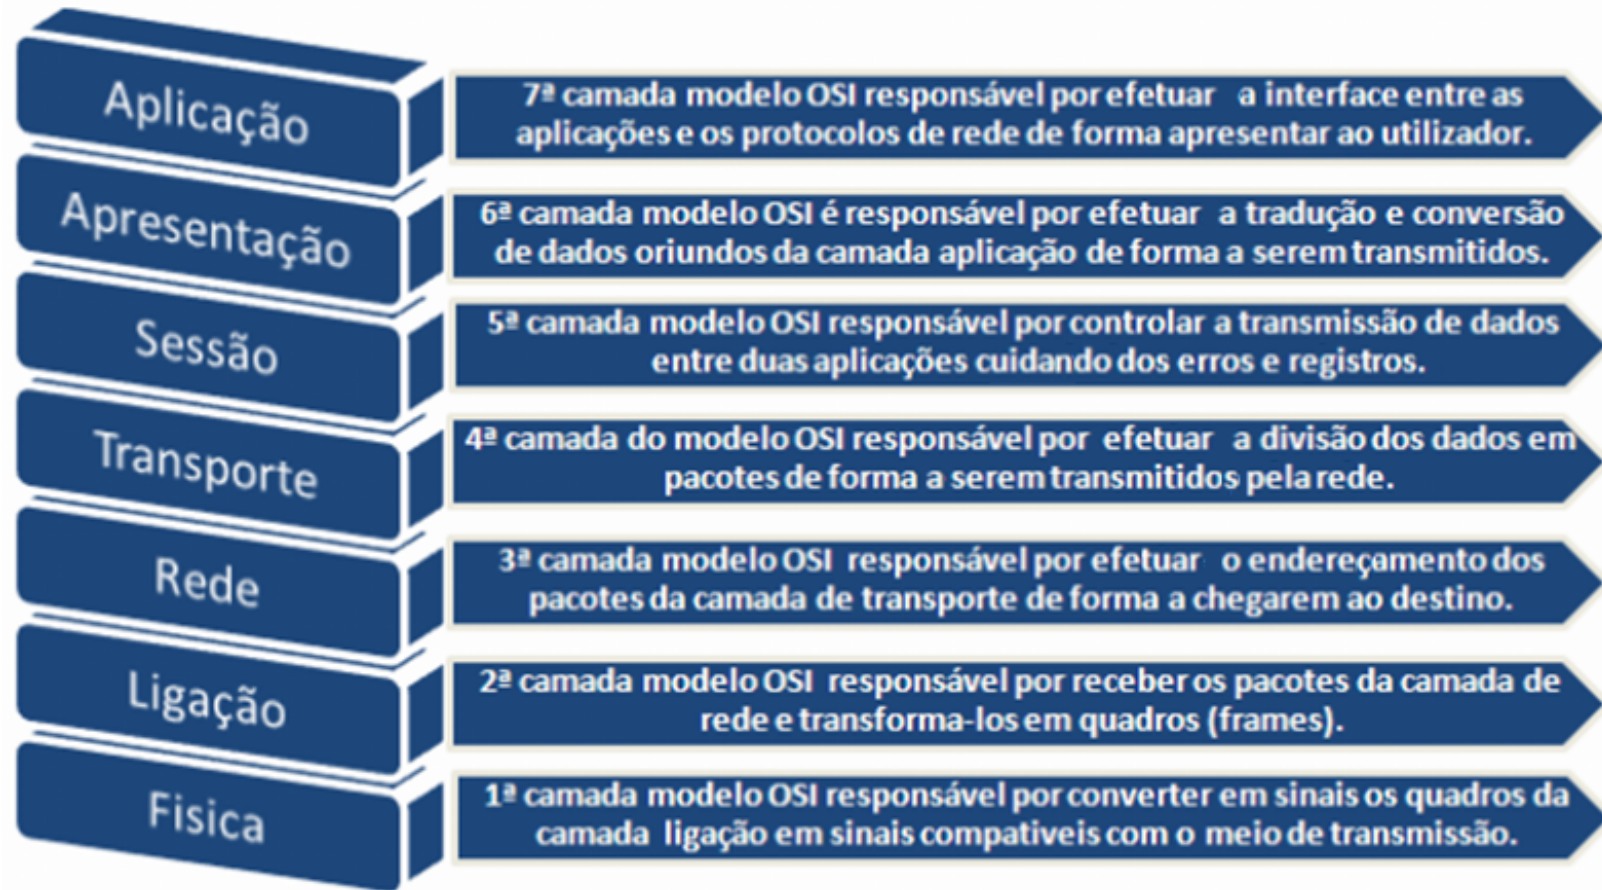 Aplicação
7ª camada modelo OSI responsável por efetuar a interface entre as
aplicações e os protocolos de rede de forma apresentar ao utilizador.
Apresentação
6ª camada modelo OSI é responsável por efetuar a tradução e conversão
de dados oriundos da camada aplicação de forma a serem transmitidos.
Sessão
5ª camada modelo OSI responsável por controlar a transmissão de dados
entre duas aplicações cuidando dos erros e registros.
Transporte
4ª camada do modelo OSI responsável por efetuar a divisão dos dados em
pacotes de forma a serem transmitidos pela rede.
Rede
3ª camada modelo OSI responsável por efetuar o endereçamento dos
pacotes da camada de transporte de forma a chegarem ao destino.
Ligação
2ª camada modelo OSI responsável por receber os pacotes da camada de
rede e transforma-los em quadros (frames).
Fisica
1ª camada modelo OSI responsável por converter em sinais os quadros da
camada ligação em sinais compativeis com o meio de transmissão.